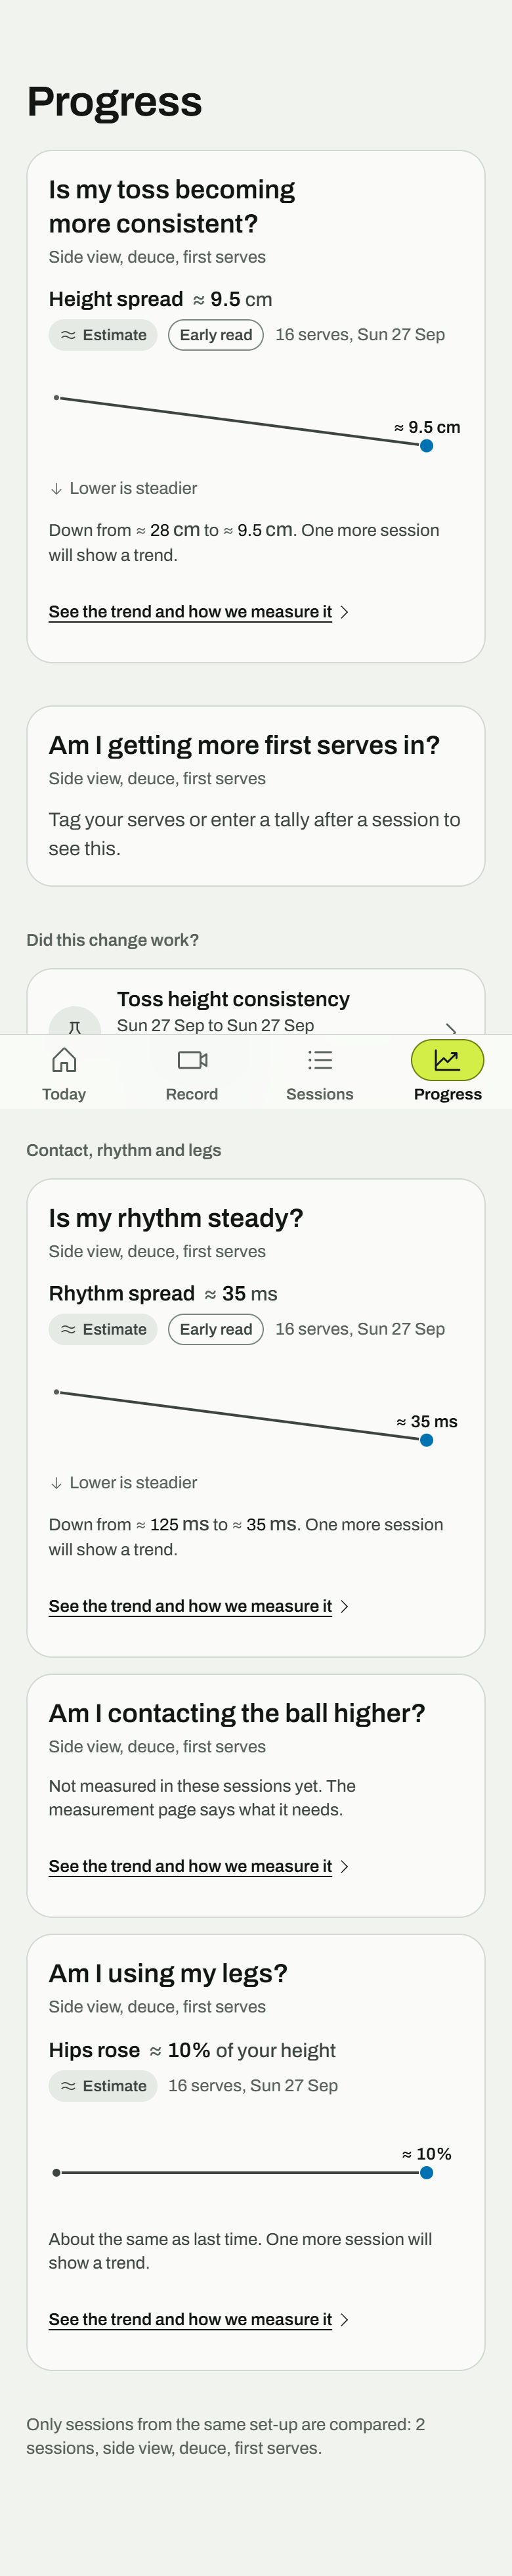 Progress
Is my toss becoming
more consistent?
Side view, deuce, first serves
Height spread ≈ 9.5 cm
Estimate Early read 16 serves, Sun 27 Sep
≈ 9.5 cm
↓ Lower is steadier
Down from ≈ 28 cm to ≈ 9.5 cm. One more session
will show a trend.
See the trend and how we measure it
Am I getting more first serves in?
Side view, deuce, first serves
Tag your serves or enter a tally after a session to
see this.
Did this change work?
Toss height consistency
Sun 27 Sep to Sun 27 Sep
Today Record Sessions Progress
Contact, rhythm and legs
Is my rhythm steady?
Side view, deuce, first serves
Rhythm spread ≈ 35 ms
Estimate Early read 16 serves, Sun 27 Sep
≈ 35 ms
↓ Lower is steadier
Down from ≈ 125 ms to ≈ 35 ms. One more session
will show a trend.
See the trend and how we measure it
Am I contacting the ball higher?
Side view, deuce, first serves
Not measured in these sessions yet. The
measurement page says what it needs.
See the trend and how we measure it
Am I using my legs?
Side view, deuce, first serves
Hips rose ≈ 10% of your height
Estimate 16 serves, Sun 27 Sep
≈ 10%
About the same as last time. One more session will
show a trend.
See the trend and how we measure it
Only sessions from the same set-up are compared: 2
sessions, side view, deuce, first serves.